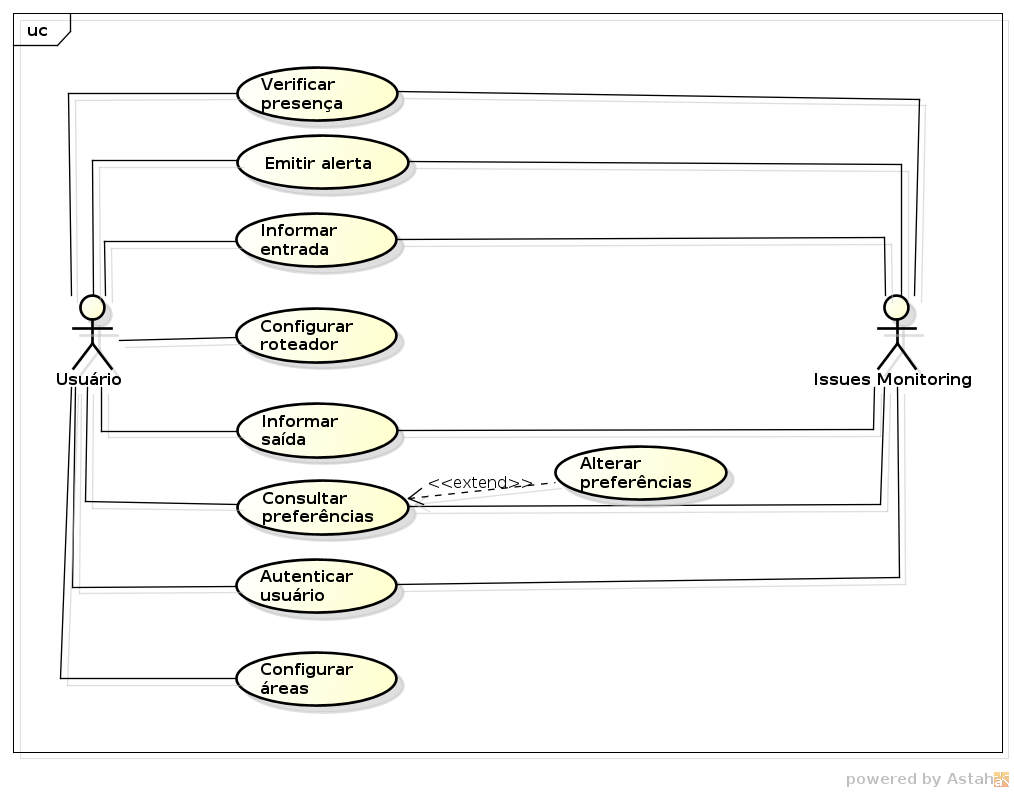 uc
Verificar
presença
Emitir alerta
Informar
entrada
Configurar
roteador
Usuário
Issues Monitoring
Informar
saída
Alterar
preferências
<<extend>>
Consultar
preferências
Autenticar
usuário
Configurar
áreas
powered by Astah